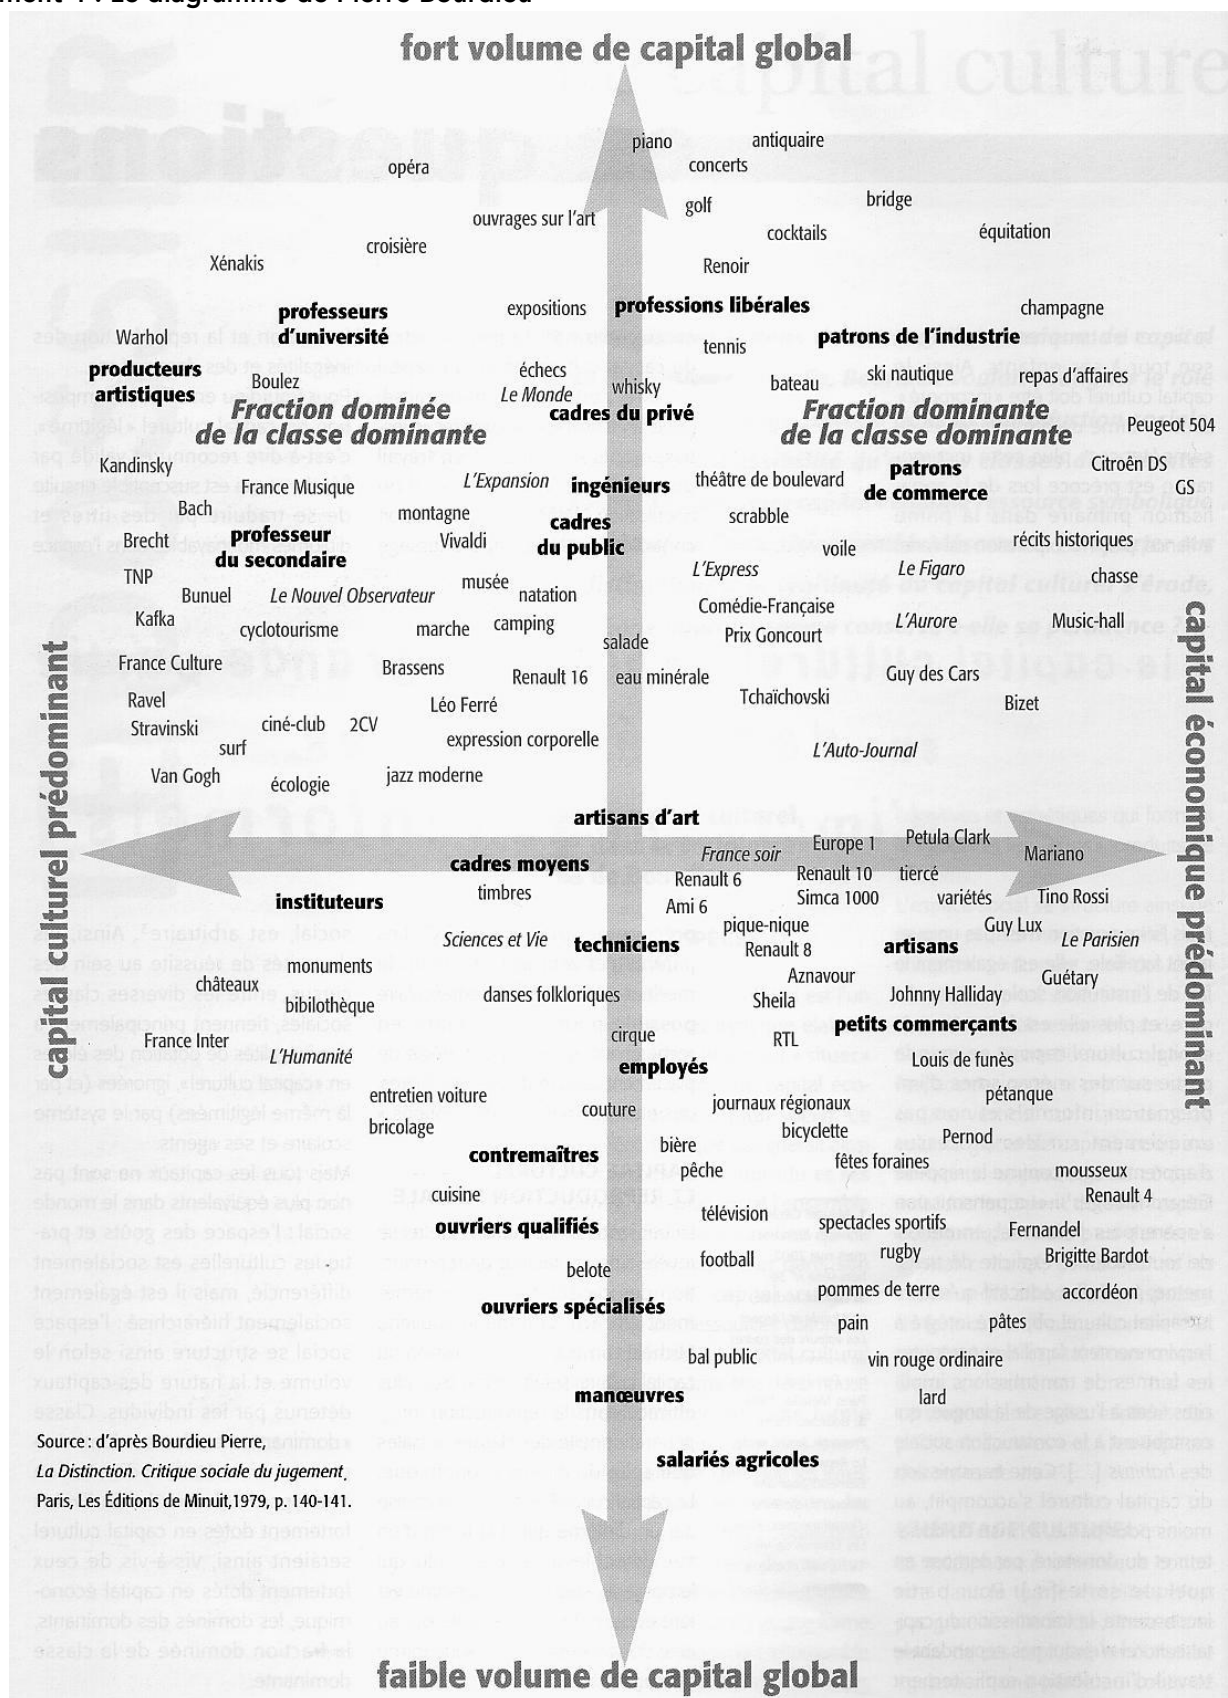 ment 1 : Le diagramme de Pierre Bourdieu
fort volume de capital global
piano
antiquaire
opéra
concerts
bridge
golf
ouvrages sur l'art
cocktails
équitation
croisière
Xénakis
Renoir
expositions
professions libérales
champagne
professeurs
d'université
Warhol
patrons de l'industrie
tennis
producteurs
artistiques
Boulez
échecs
Le Monde
whisky
bateau
ski nautique
repas d'affaires
Fraction dominée
de la classe dominante
cadres du privé
Fraction dominante
de la classe dominante
Peugeot 504
Kandinsky
patrons
de commerce
Citroên DS
GS
France Musique
L'Expansion
ingénieurs
théâtre de boulevard
Bach
montagne
cadres
du public
scrabble
Brecht
professeur
du secondaire
Vivaldi
voile
récits historiques
TNP
L'Express
Le Figaro
chasse
Bunuel
Le Nouvel Observateur
musée
natation
Comédie-Française
Kafka
cyclotourisme
marche
camping
salade
Prix Goncourt
L'Aurore
Music-hall
France Culture
Brassens
Renault 16
eau minérale
Guy des Cars
Ravel
Léo Ferré
Tchaïchovski
Bizet
Stravinski
ciné-club
2CV
surf
expression corporelle
L'Auto-Journal
Van Gogh
écologie
jazz moderne
capital culturel prédominant
capital économique prédominant
artisans d'art
cadres moyens
France soir
Europe 1
Petula Clark
Mariano
timbres
Renault 6
Renault 10
tiercé
instituteurs
Ami 6
Simca 1000
variétés
Tino Rossi
pique-nique
Guy Lux
Sciences et Vie
techniciens
Renault 8
artisans
Le Parisien
monuments
châteaux
Aznavour
Guétary
bibilothèque
danses folkloriques
Sheila
Johnny Halliday
France Inter
cirque
RTL
petits commerçants
L'Humanité
employés
Louis de funès
entretien voiture
couture
journaux régionaux
pétanque
bricolage
bière
bicyclette
Pernod
contremaîtres
pêche
fêtes foraines
mousseux
cuisine
Renault 4
télévision
spectacles sportifs
Fernandel
ouvriers qualifiés
football
rugby
Brigitte Bardot
belote
pommes de terre
accordéon
ouvriers spécialisés
pain
pâtes
bal public
vin rouge ordinaire
manœuvres
lard
Source : d'après Bourdieu Pierre,
La Distinction. Critique sociale du jugement,
Paris, Les Éditions de Minuit,1979, p. 140-141.
salariés agricoles
faible volume de capital global